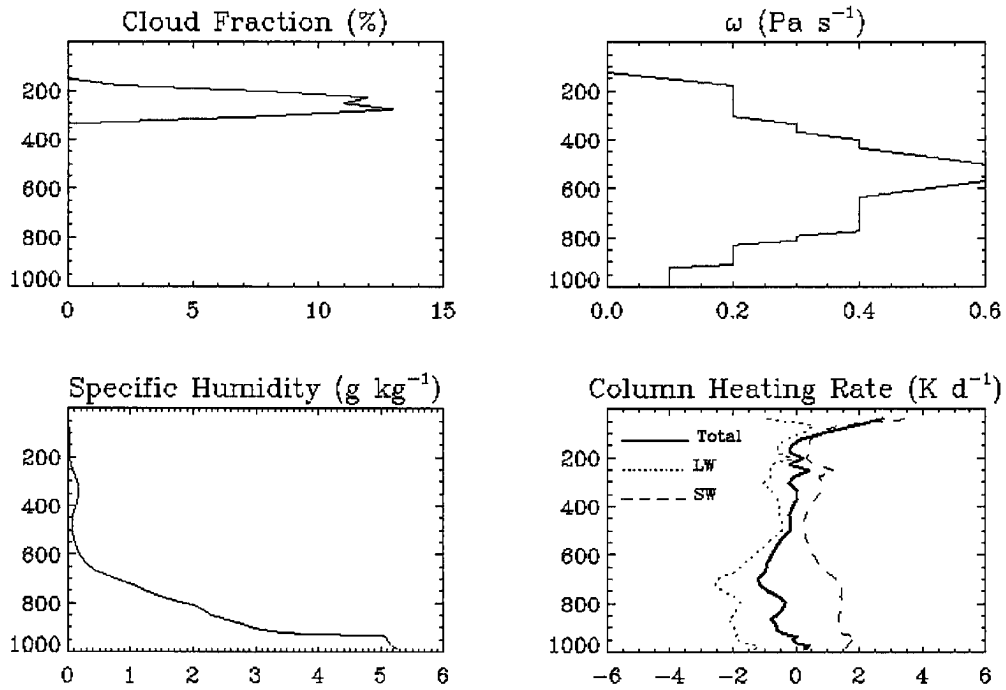 Cloud Fraction (%)
200
400
600
800
1000
0 5 10 15
ω (Pa s⁻¹)
200
400
600
800
1000
0.0 0.2 0.4 0.6
Specific Humidity (g kg⁻¹)
200
400
600
800
1000
0 1 2 3 4 5 6
Column Heating Rate (K d⁻¹)
Total
LW
SW
200
400
600
800
1000
−6 −4 −2 0 2 4 6